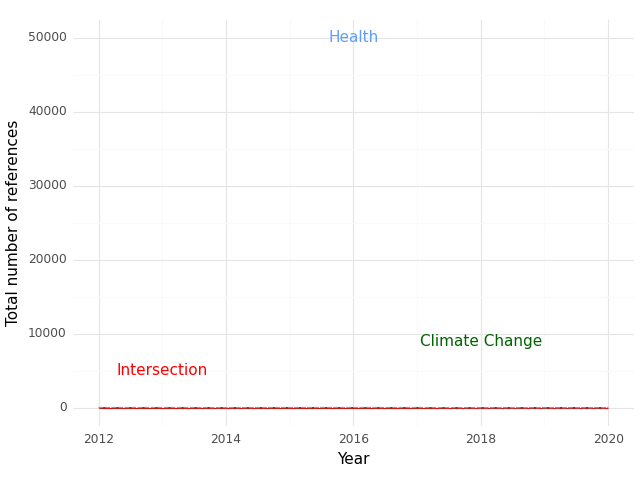 Total number of references
50000
40000
30000
20000
10000
0
Health
Climate Change
Intersection
2012 2014 2016 2018 2020
Year